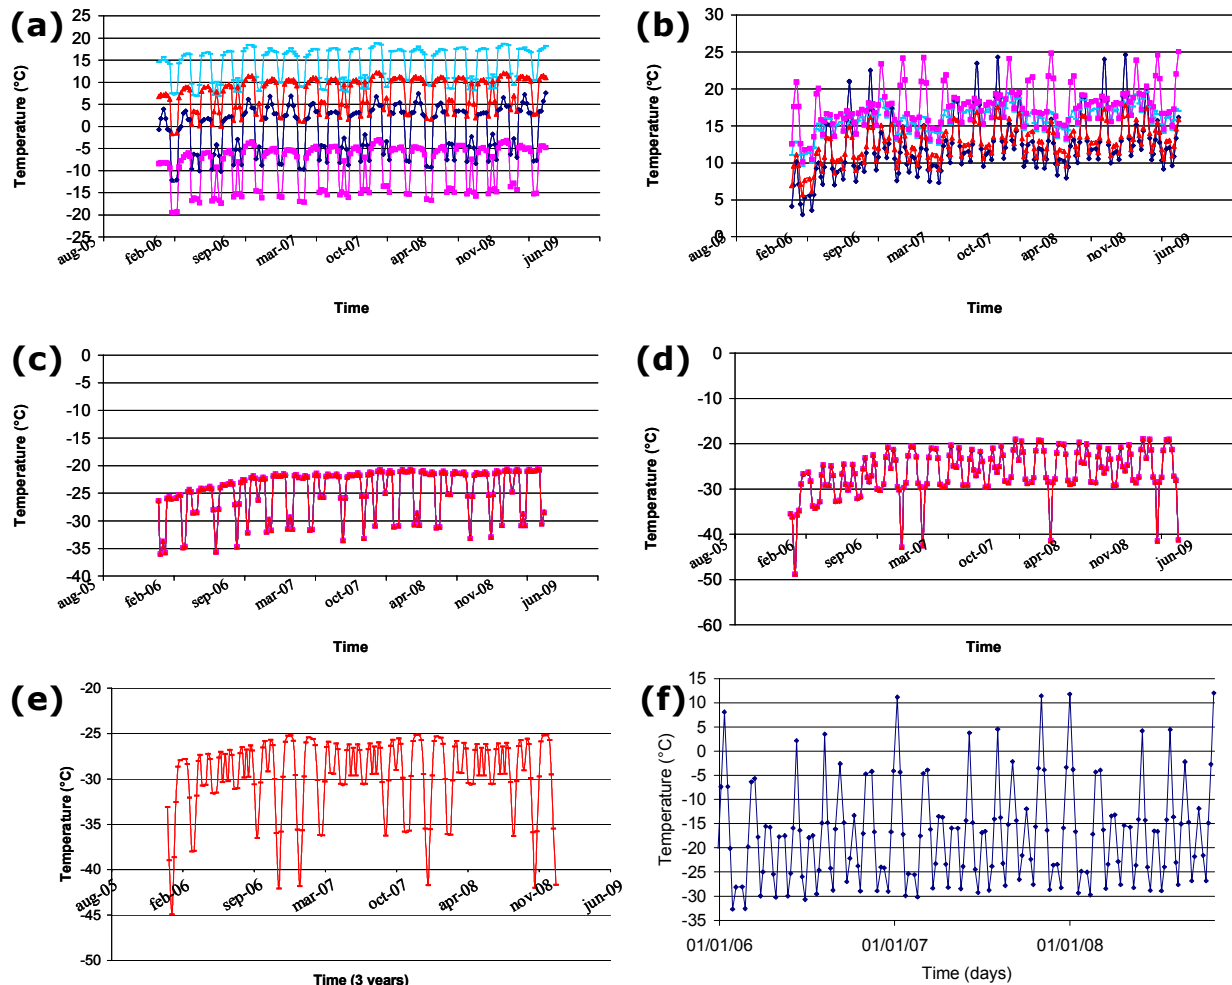 (a)
Temperature (°C)
25
20
15
10
5
0
-5
-10
-15
-20
-25
aug-05
feb-06
sep-06
mar-07
oct-07
apr-08
nov-08
jun-09
Time
(b)
Temperature (°C)
30
25
20
15
10
5
0
aug-05
feb-06
sep-06
mar-07
oct-07
apr-08
nov-08
jun-09
Time
(c)
Temperature (°C)
0
-5
-10
-15
-20
-25
-30
-35
-40
aug-05
feb-06
sep-06
mar-07
oct-07
apr-08
nov-08
jun-09
Time
(d)
Temperature (°C)
0
-10
-20
-30
-40
-50
-60
aug-05
feb-06
sep-06
mar-07
oct-07
apr-08
nov-08
jun-09
Time
(e)
Temperature (°C)
-20
-25
-30
-35
-40
-45
-50
aug-05
feb-06
sep-06
mar-07
oct-07
apr-08
nov-08
jun-09
Time (3 years)
(f)
Temperature (°C)
15
10
5
0
-5
-10
-15
-20
-25
-30
-35
01/01/06
01/01/07
01/01/08
Time (days)